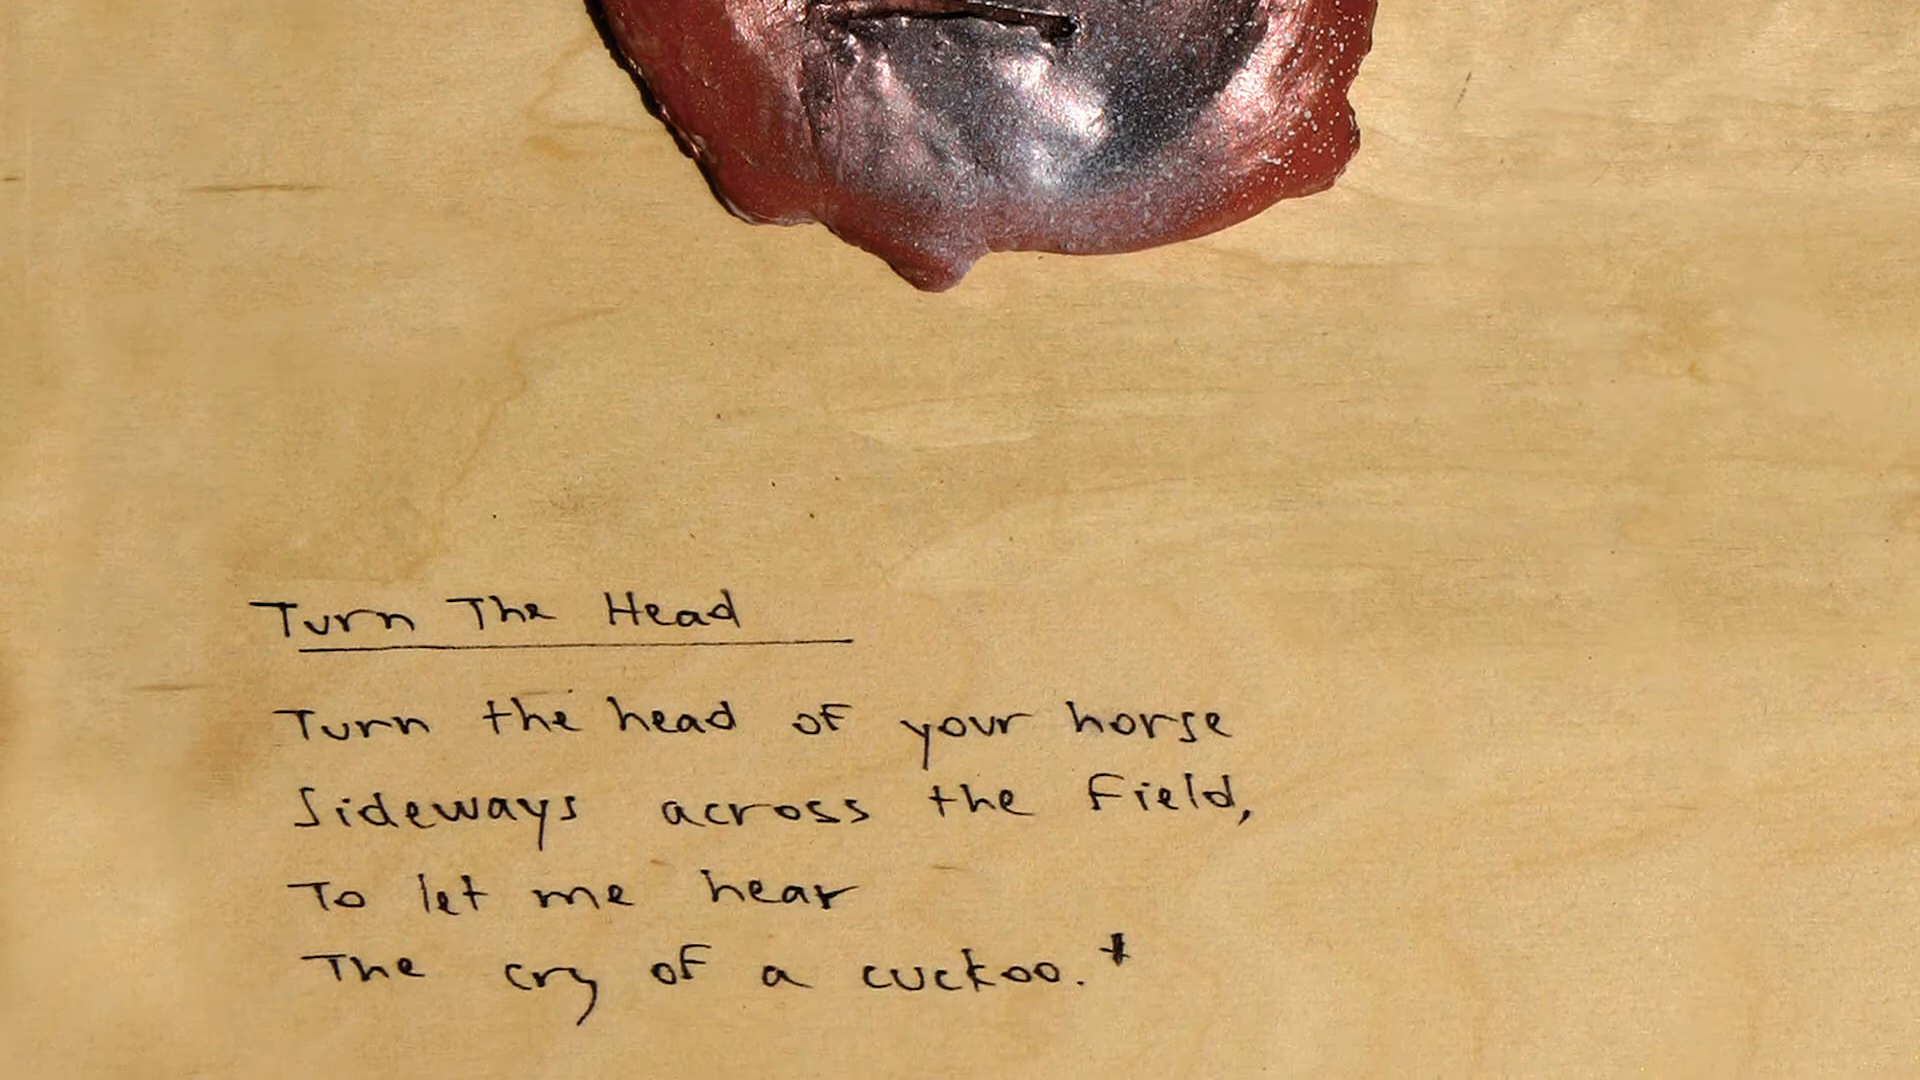 Turn The Head
Turn the head of your horse
Sideways across the field,
To let me hear
The cry of a cuckoo.*